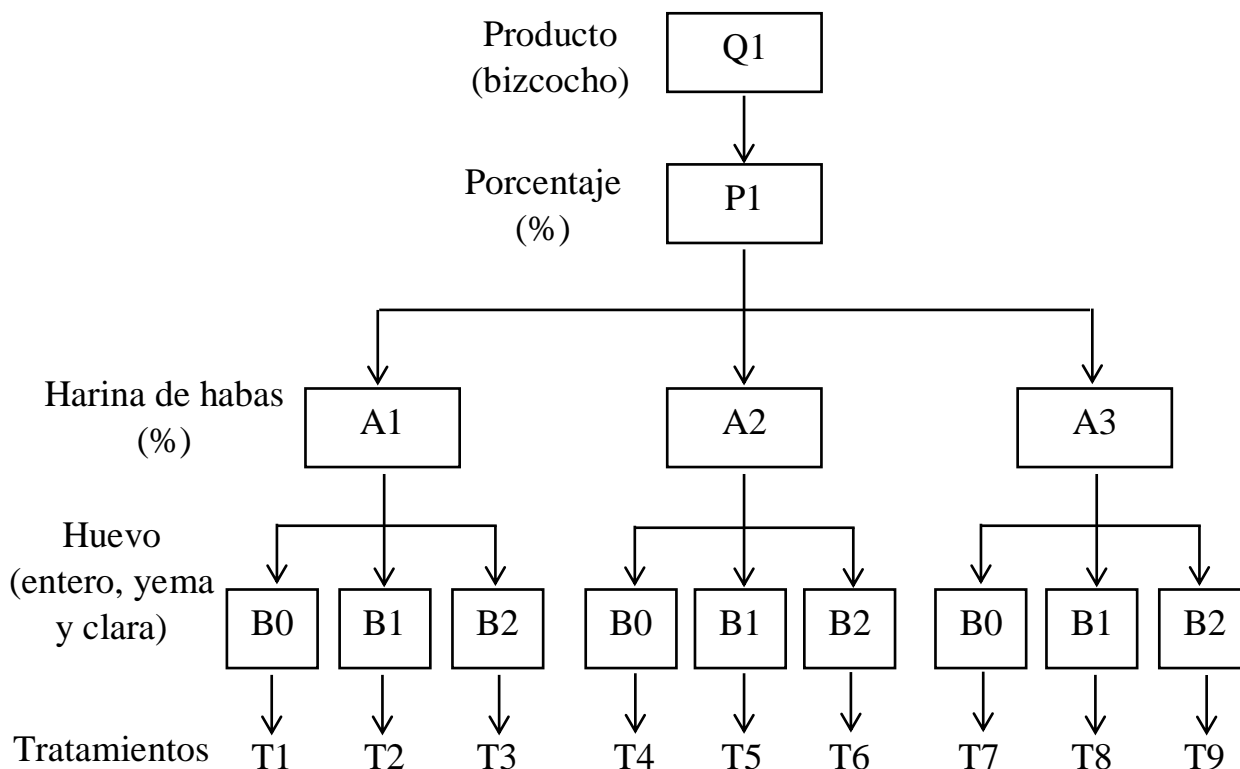 Producto
(bizcocho)
Q1
Porcentaje
(%)
P1
Harina de habas
(%)
A1
A2
A3
Huevo
(entero, yema
y clara)
B0
B1
B2
B0
B1
B2
B0
B1
B2
Tratamientos
T1
T2
T3
T4
T5
T6
T7
T8
T9